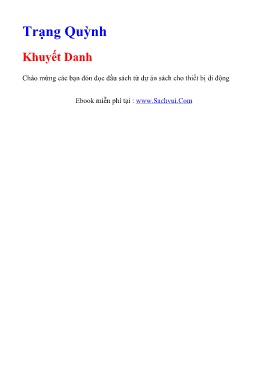 Trạng Quỳnh
Khuyết Danh
Chào mừng các bạn đón đọc đầu sách từ dự án sách cho thiết bị di động
Ebook miễn phí tại : www.Sachvui.Com